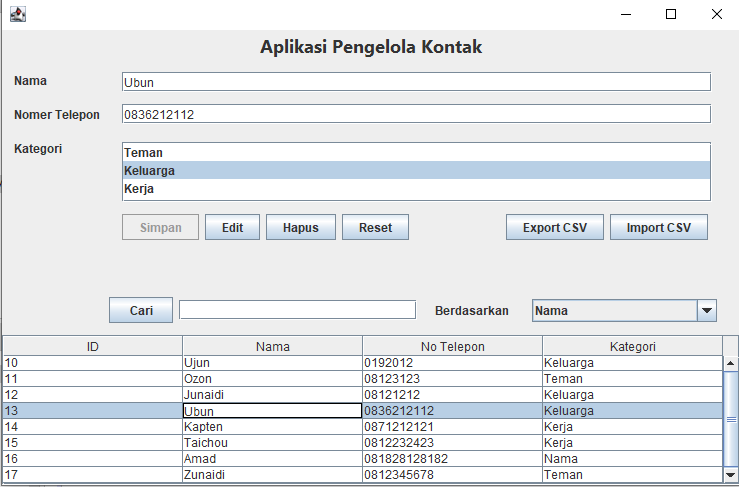 Aplikasi Pengelola Kontak
Nama Ubun
Nomer Telepon 0836212112
Kategori Teman
Keluarga
Kerja
Simpan Edit Hapus Reset Export CSV Import CSV
Cari Berdasarkan Nama
ID Nama No Telepon Kategori
10 Ujun 0192012 Keluarga
11 Ozon 08123123 Teman
12 Junaidi 08121212 Keluarga
13 Ubun 0836212112 Keluarga
14 Kapten 0871212121 Kerja
15 Taichou 0812232423 Kerja
16 Amad 081828128182 Nama
17 Zunaidi 0812345678 Teman